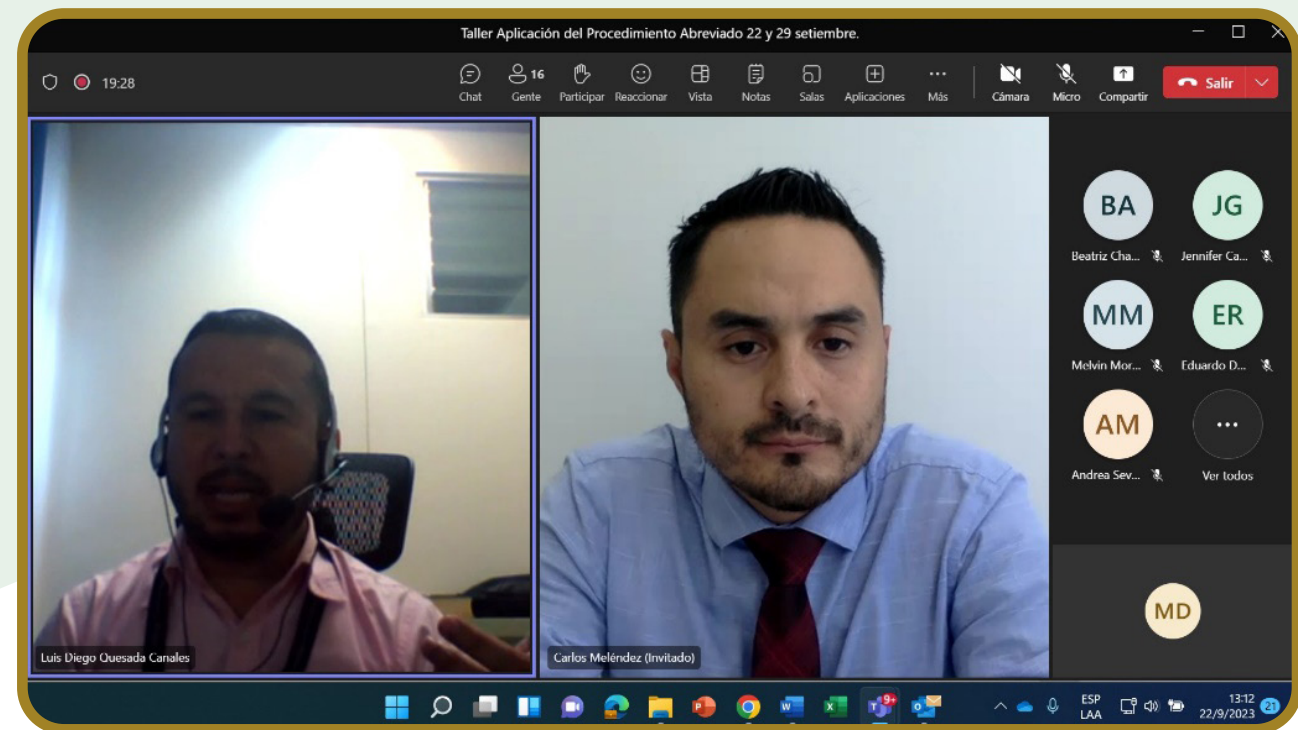 Taller Aplicación del Procedimiento Abreviado 22 y 29 setiembre.
19:28
Chat
16
Gente
Participar
Reaccionar
Vista
Notas
Salas
Aplicaciones
Más
Cámara
Micro
Compartir
Salir
BA
JG
Beatriz Cha...
Jennifer Ca...
MM
ER
Melvin Mor...
Eduardo D...
AM
...
Andrea Sev...
Ver todos
MD
Luis Diego Quesada Canales
Carlos Meléndez (Invitado)
9+
ESP
LAA
13:12
22/9/2023
21